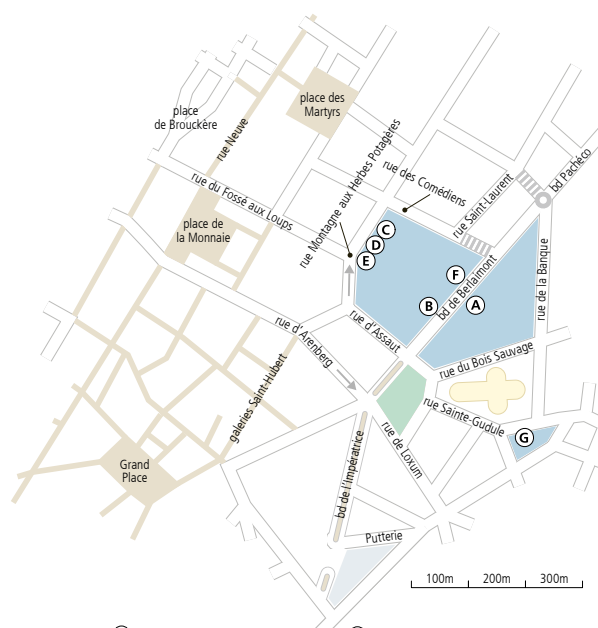 place des
Martyrs
place
de Brouckère
rue Neuve
rue Montagne aux Herbes Potagères
rue des Comédiens
bd Pachéco
rue du Fossé aux Loups
rue Saint-Laurent
place de
la Monnaie
C
D
E
F
bd de Berlaimont
B
A
rue de la Banque
rue d'Assaut
rue d'Arenberg
rue du Bois Sauvage
galeries Saint-Hubert
rue Sainte-Gudule
G
rue de Loxum
Grand
Place
bd de l'Impératrice
Putterie
100m 200m 300m